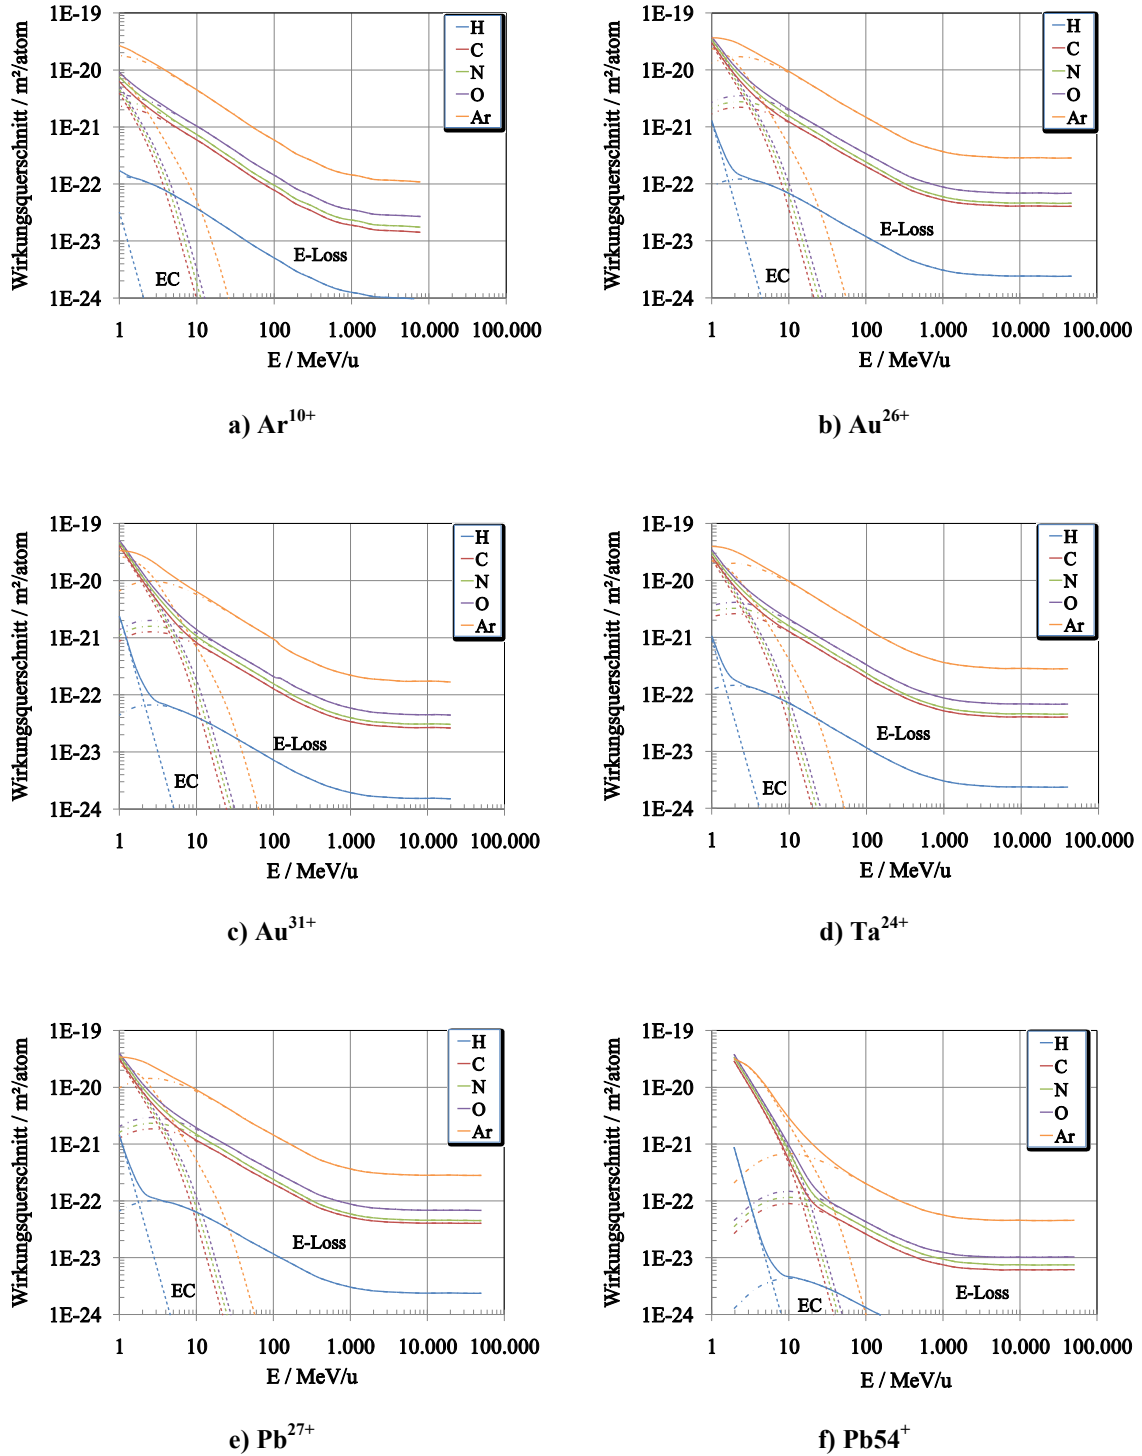 Wirkungsquerschnitt / m²/atom
1E-19
1E-20
1E-21
1E-22
1E-23
1E-24
H
C
N
O
Ar
E-Loss
EC
1 10 100 1.000 10.000 100.000
E / MeV/u
a) Ar10+
Wirkungsquerschnitt / m²/atom
1E-19
1E-20
1E-21
1E-22
1E-23
1E-24
H
C
N
O
Ar
E-Loss
EC
1 10 100 1.000 10.000 100.000
E / MeV/u
b) Au26+
Wirkungsquerschnitt / m²/atom
1E-19
1E-20
1E-21
1E-22
1E-23
1E-24
H
C
N
O
Ar
E-Loss
EC
1 10 100 1.000 10.000 100.000
E / MeV/u
c) Au31+
Wirkungsquerschnitt / m²/atom
1E-19
1E-20
1E-21
1E-22
1E-23
1E-24
H
C
N
O
Ar
E-Loss
EC
1 10 100 1.000 10.000 100.000
E / MeV/u
d) Ta24+
Wirkungsquerschnitt / m²/atom
1E-19
1E-20
1E-21
1E-22
1E-23
1E-24
H
C
N
O
Ar
E-Loss
EC
1 10 100 1.000 10.000 100.000
E / MeV/u
e) Pb27+
Wirkungsquerschnitt / m²/atom
1E-19
1E-20
1E-21
1E-22
1E-23
1E-24
H
C
N
O
Ar
E-Loss
EC
1 10 100 1.000 10.000 100.000
E / MeV/u
f) Pb54+